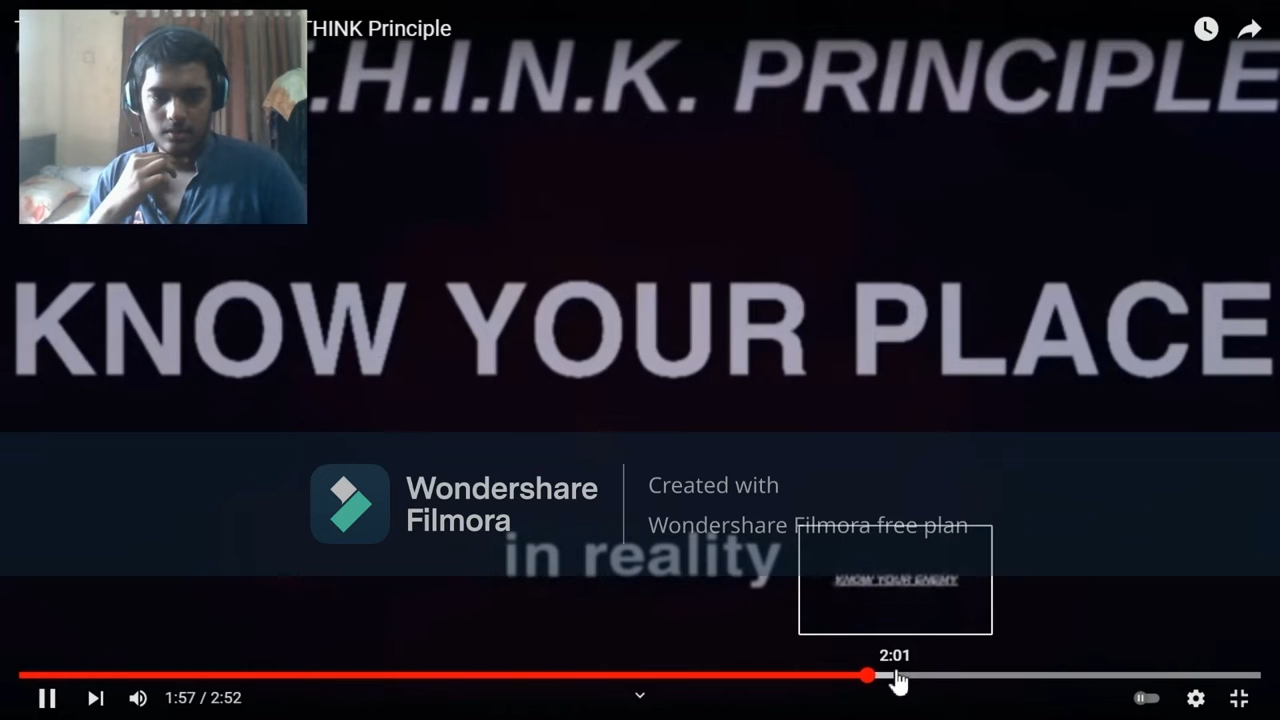 THINK Principle
.H.I.N.K. PRINCIPLE
KNOW YOUR PLACE
Wondershare
Filmora
Created with
Wondershare Filmora free plan
in reality
KNOW YOUR ENEMY
2:01
1:57 / 2:52